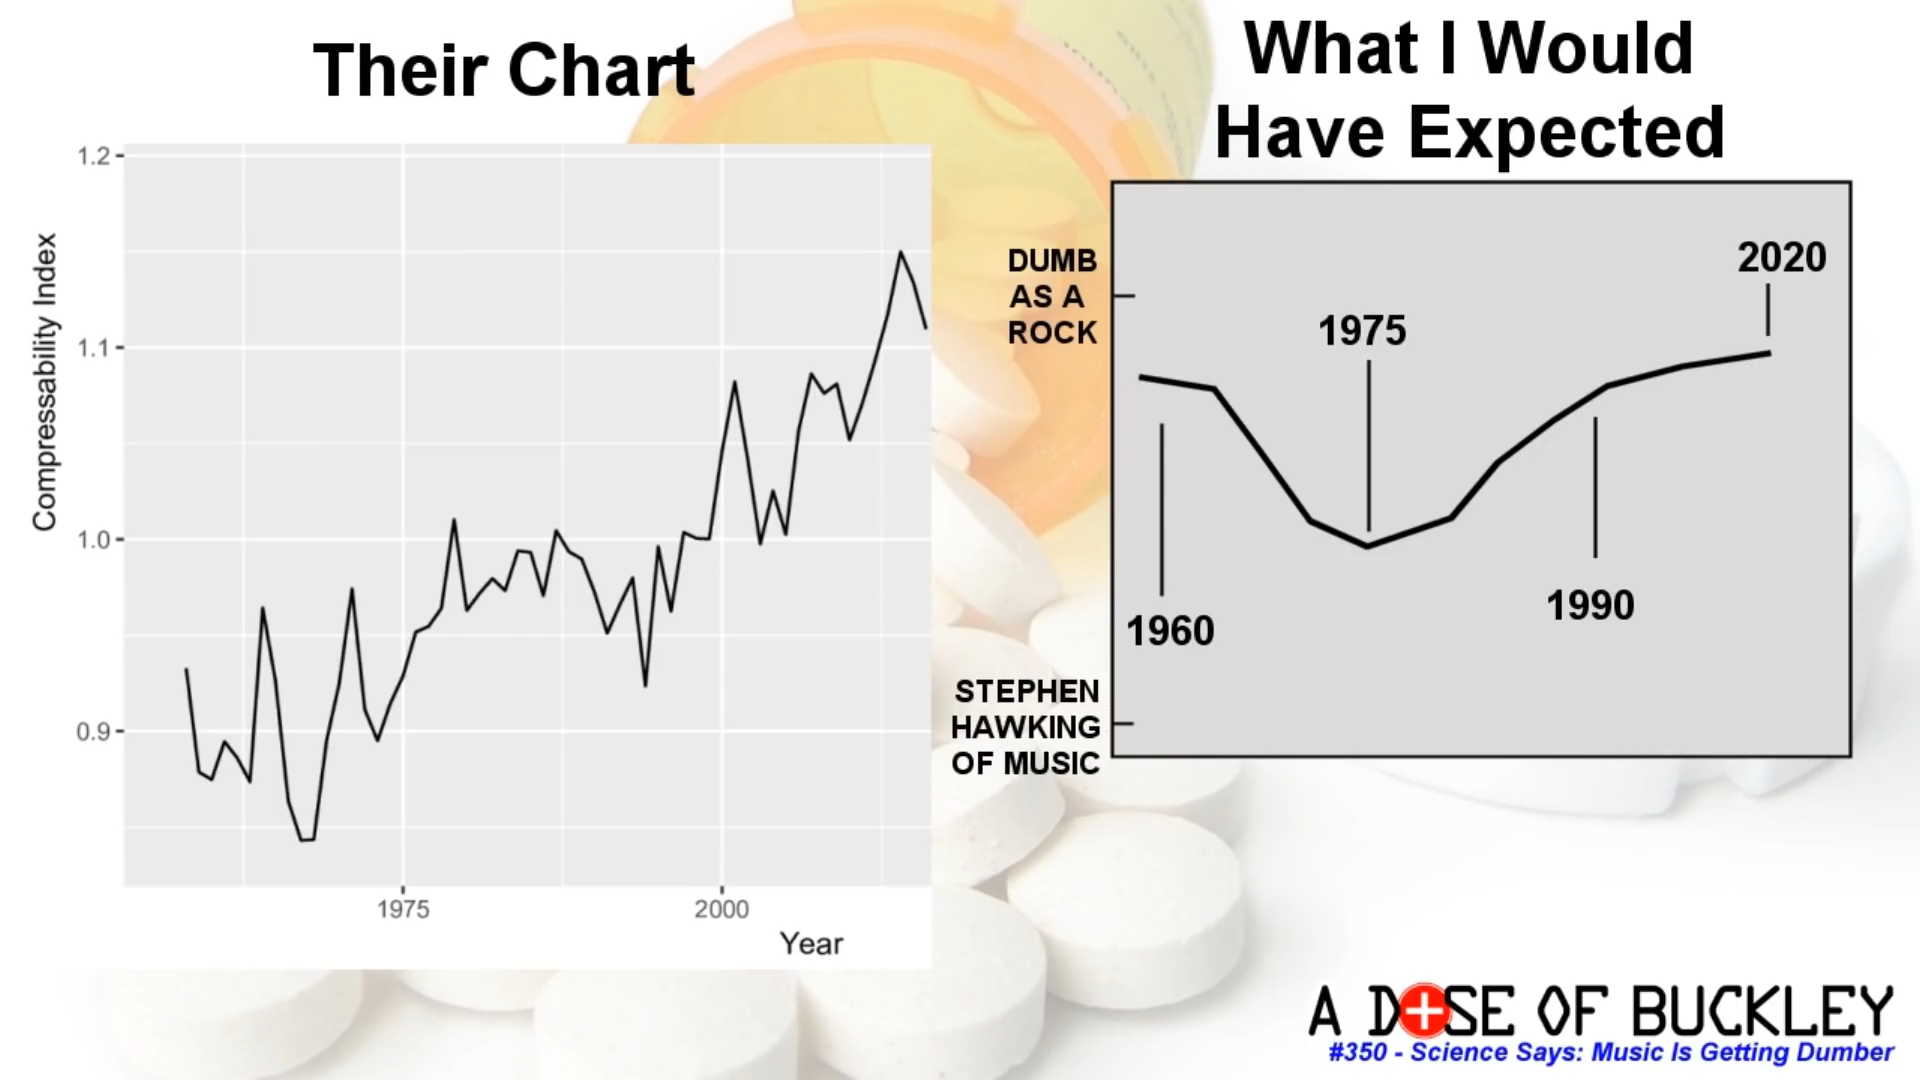 Their Chart
What I Would
Have Expected
1.2
1.1
1.0
0.9
Compressability Index
1975
2000
Year
DUMB
AS A
ROCK
STEPHEN
HAWKING
OF MUSIC
1960
1975
1990
2020
A DOSE OF BUCKLEY
#350 - Science Says: Music Is Getting Dumber